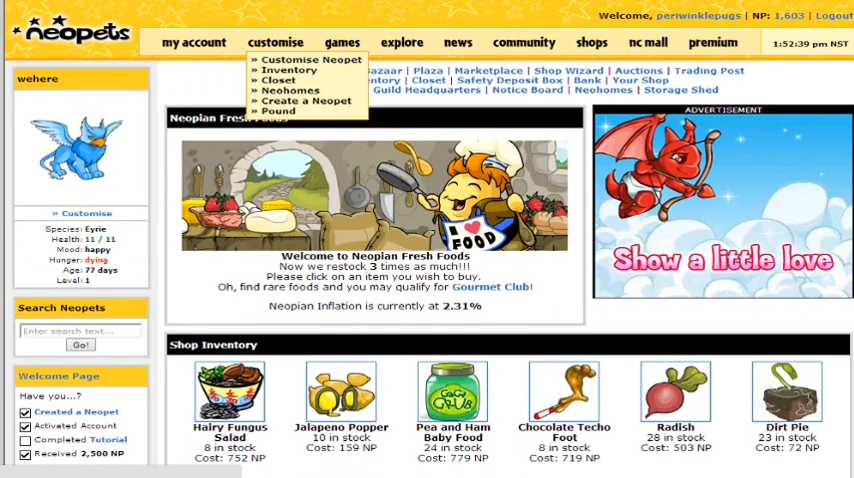 Welcome, periwinklepugs | NP: 1,603 | Logout
neopets
my account customise games explore news community shops nc mall premium 1:52:39 pm NST
» Customise Neopet
» Inventory
» Closet
» Neohomes
» Create a Neopet
» Pound
Bazaar | Plaza | Marketplace | Shop Wizard | Auctions | Trading Post
| Closet | Safety Deposit Box | Bank | Your Shop
Guild Headquarters | Notice Board | Neohomes | Storage Shed
wehere
» Customise
Species: Eyrie
Health: 11 / 11
Mood: happy
Hunger: dying
Age: 77 days
Level: 1
Search Neopets
Enter search text...
Go!
Welcome Page
Have you...?
Created a Neopet
Activated Account
Completed Tutorial
Received 2,500 NP
Neopian Fresh Foods
I ❤ FOOD
Welcome to Neopian Fresh Foods
Now we restock 3 times as much!!!
Please click on an item you wish to buy.
Oh, find rare foods and you may qualify for Gourmet Club!
Neopian Inflation is currently at 2.31%
ADVERTISEMENT
Show a little love
Shop Inventory
Hairy Fungus
Salad
8 in stock
Cost: 752 NP
Jalapeno Popper
10 in stock
Cost: 159 NP
GaGa
GRUB
Pea and Ham
Baby Food
24 in stock
Cost: 779 NP
Chocolate Techo
Foot
8 in stock
Cost: 719 NP
Radish
28 in stock
Cost: 503 NP
Dirt Pie
23 in stock
Cost: 72 NP